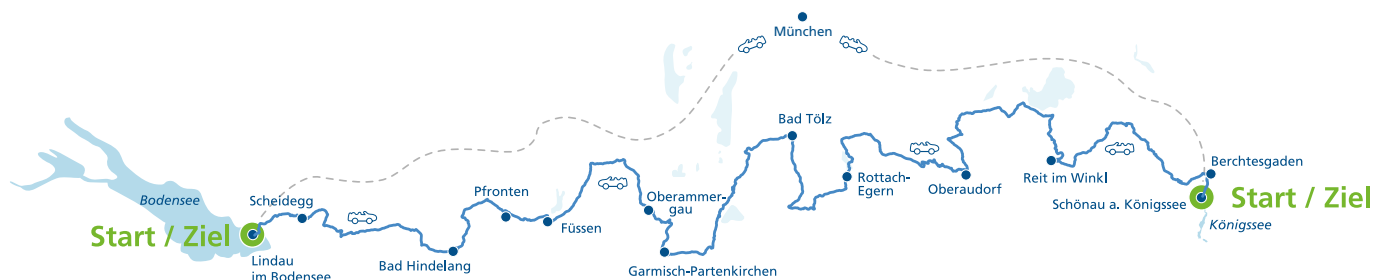 München
Bad Tölz
Bodensee
Scheidegg
Pfronten
Oberammer-
gau
Rottach-
Egern
Oberaudorf
Reit im Winkl
Berchtesgaden
Start / Ziel
Lindau
im Bodensee
Bad Hindelang
Füssen
Garmisch-Partenkirchen
Schönau a. Königssee
Start / Ziel
Königssee